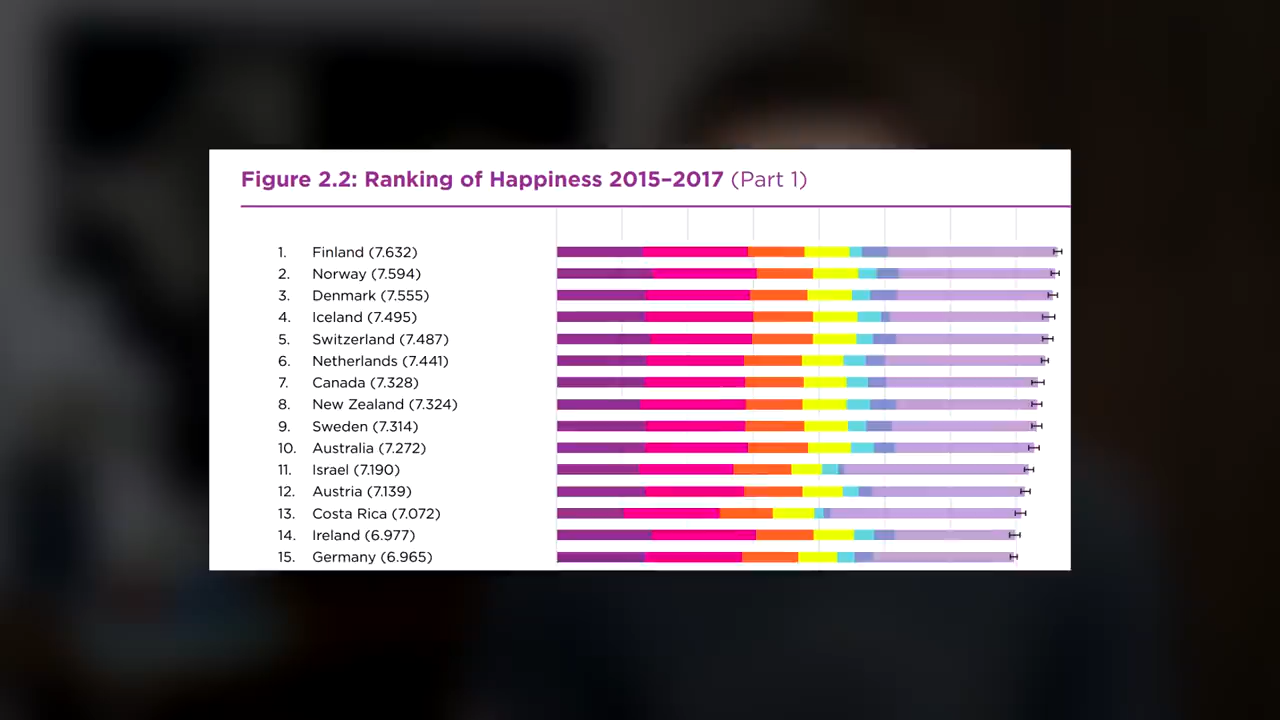 Figure 2.2: Ranking of Happiness 2015–2017 (Part 1)
1. Finland (7.632)
2. Norway (7.594)
3. Denmark (7.555)
4. Iceland (7.495)
5. Switzerland (7.487)
6. Netherlands (7.441)
7. Canada (7.328)
8. New Zealand (7.324)
9. Sweden (7.314)
10. Australia (7.272)
11. Israel (7.190)
12. Austria (7.139)
13. Costa Rica (7.072)
14. Ireland (6.977)
15. Germany (6.965)